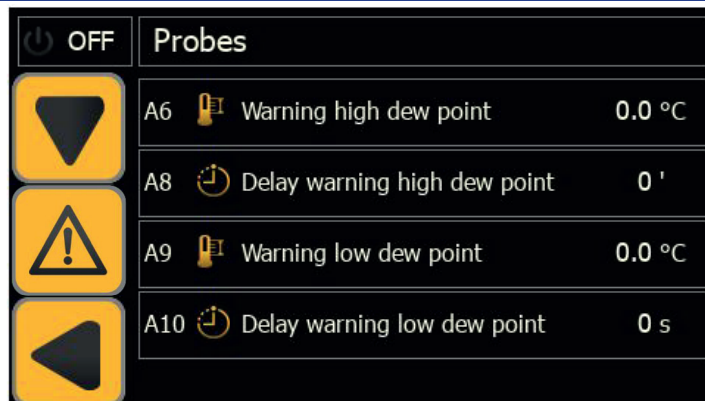 OFF Probes
A6 Warning high dew point 0.0 °C
A8 Delay warning high dew point 0 '
A9 Warning low dew point 0.0 °C
A10 Delay warning low dew point 0 s